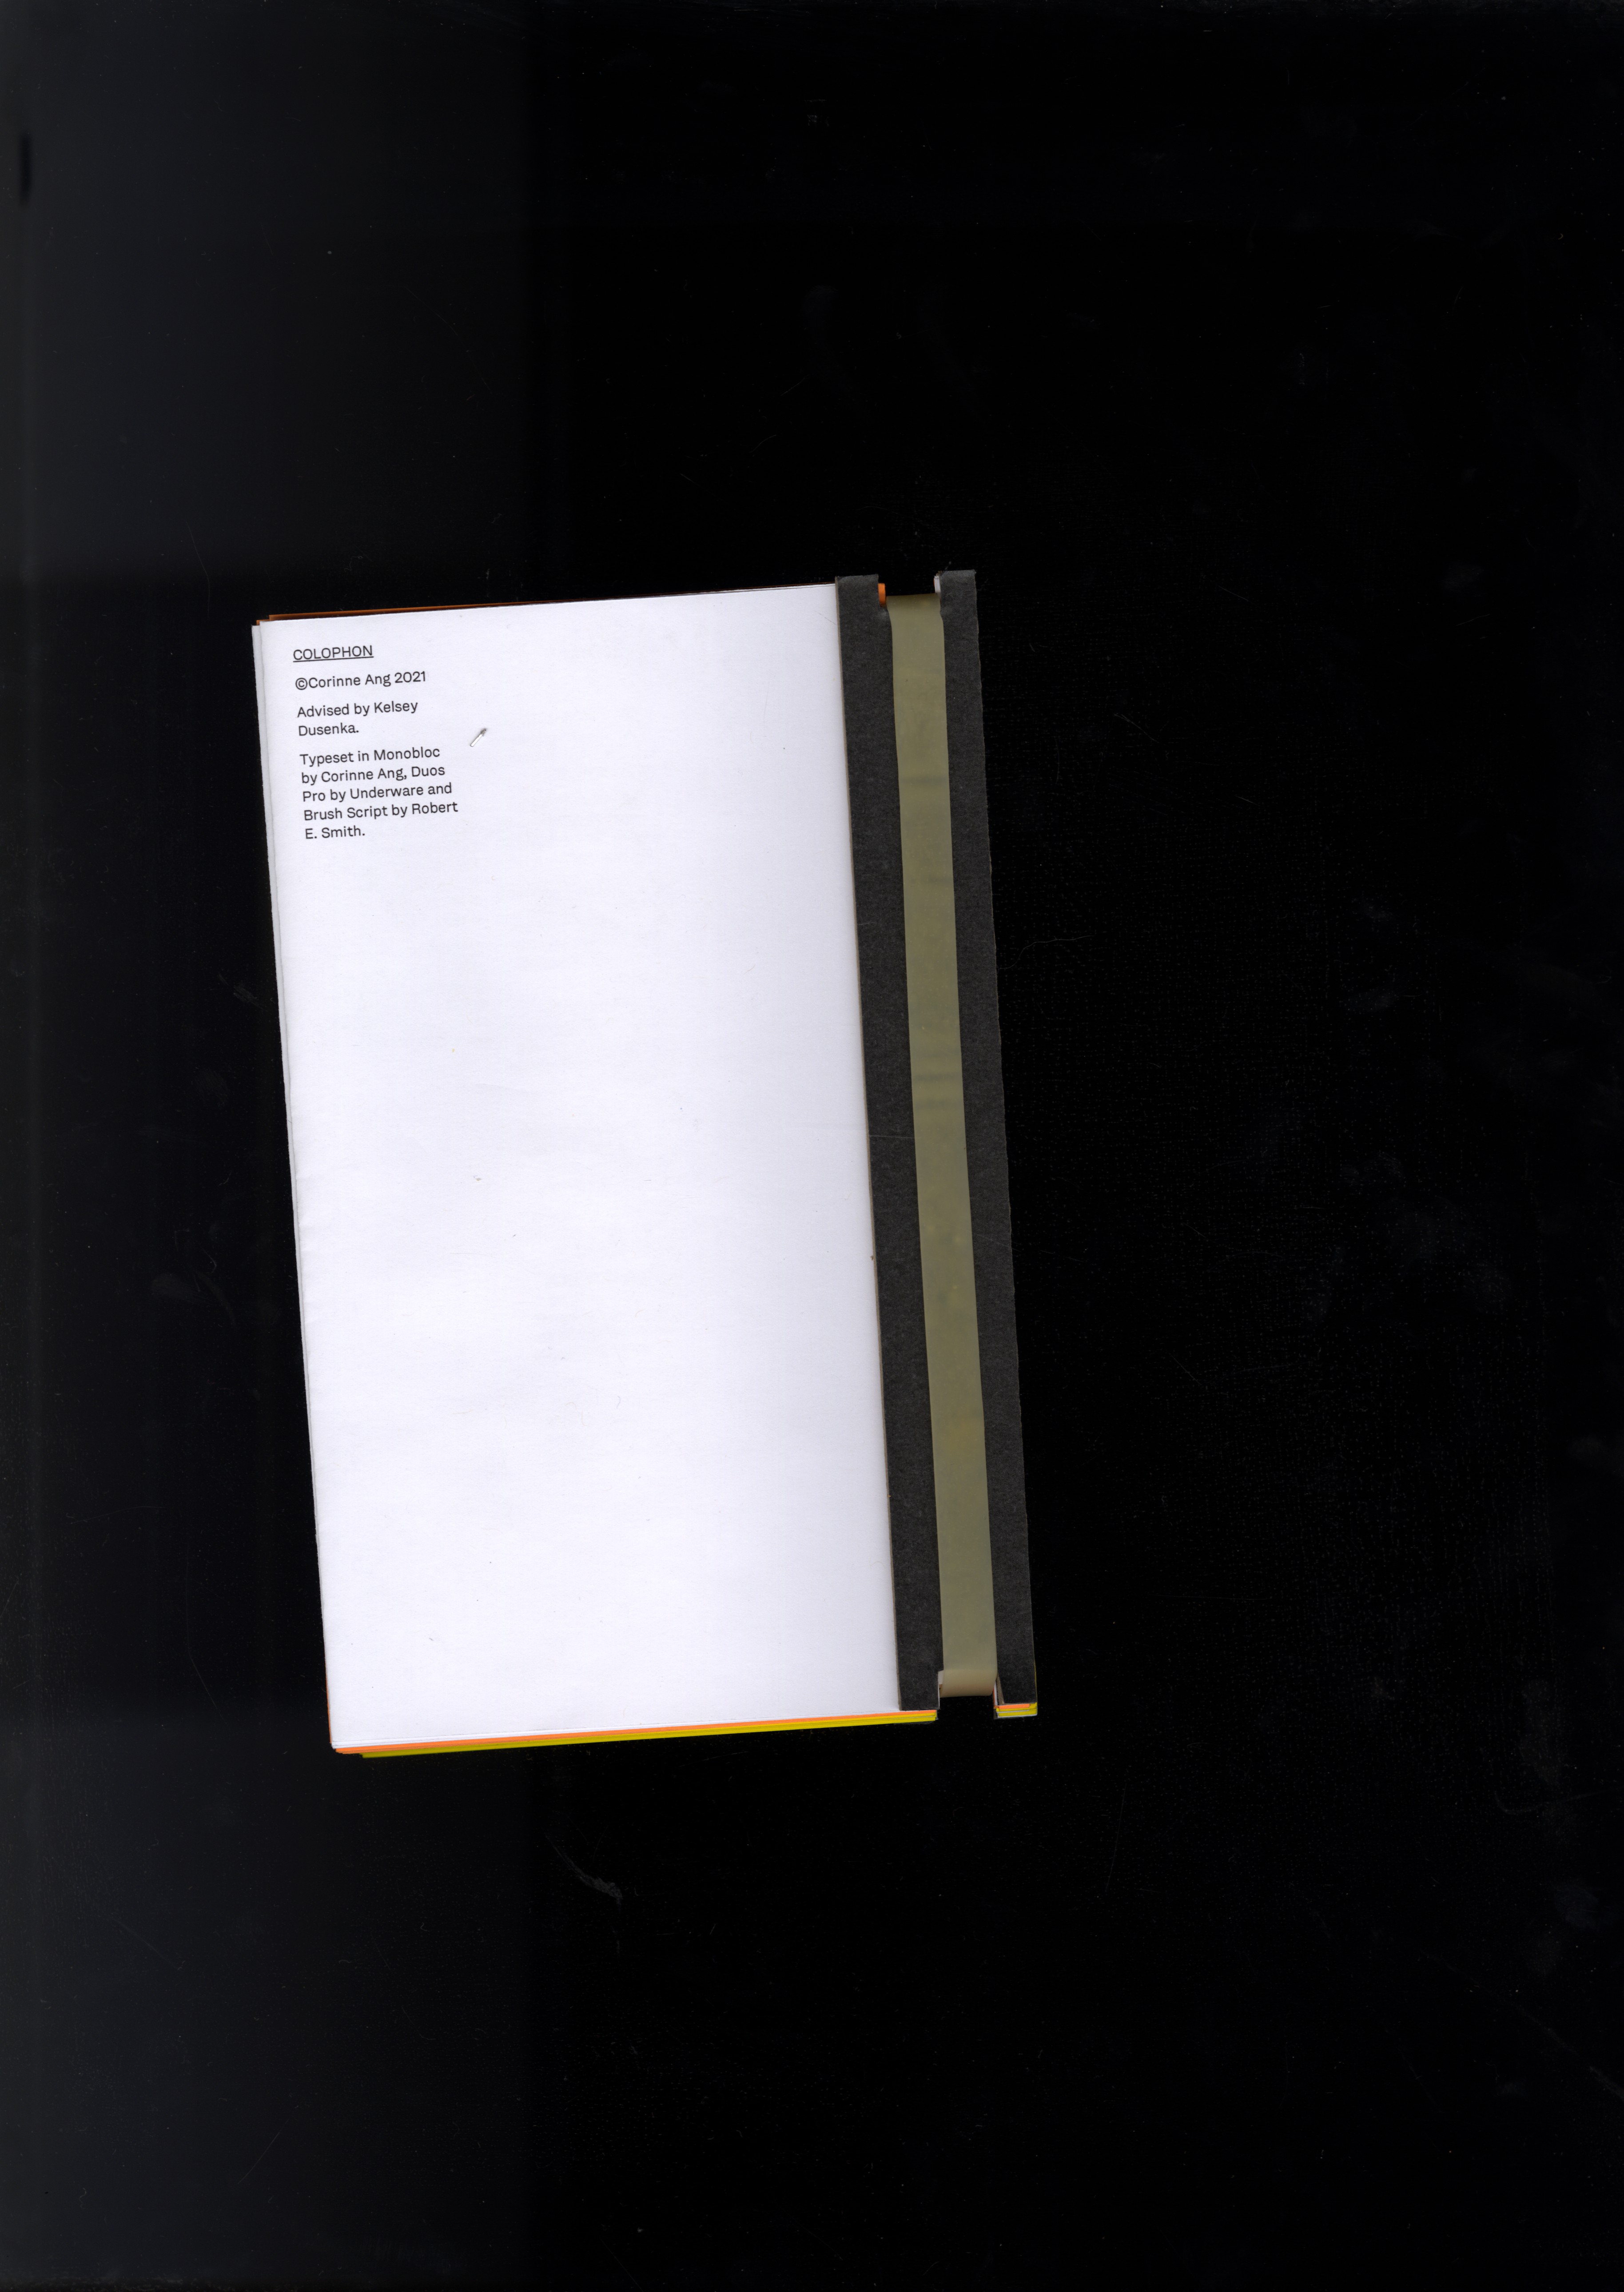 COLOPHON
©Corinne Ang 2021
Advised by Kelsey
Dusenka.
Typeset in Monobloc
by Corinne Ang, Duos
Pro by Underware and
Brush Script by Robert
E. Smith.